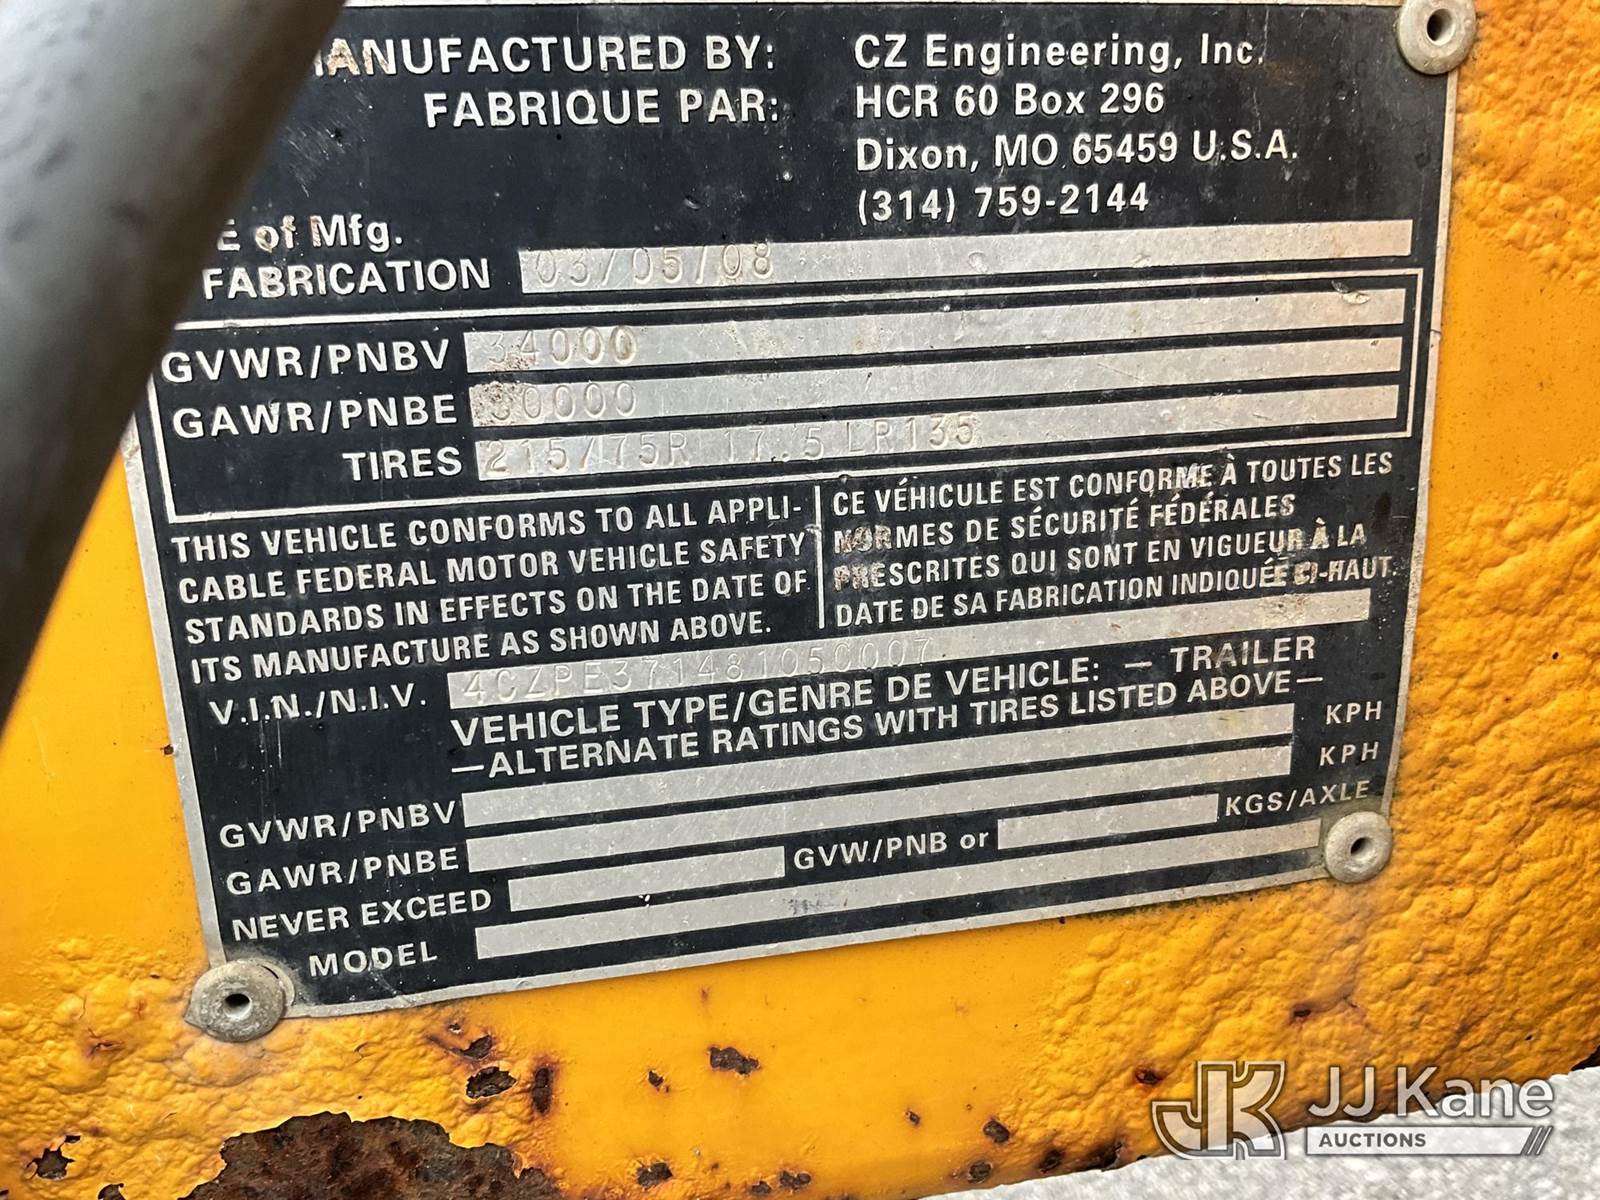 MANUFACTURED BY: CZ Engineering, Inc.
FABRIQUE PAR: HCR 60 Box 296
Dixon, MO 65459 U.S.A.
(314) 759-2144
E of Mfg.
FABRICATION 03/05/08
GVWR/PNBV 34000
GAWR/PNBE 30000
TIRES 215/75R 17.5 LR135
THIS VEHICLE CONFORMS TO ALL APPLI-
CABLE FEDERAL MOTOR VEHICLE SAFETY
STANDARDS IN EFFECTS ON THE DATE OF
ITS MANUFACTURE AS SHOWN ABOVE.
CE VÉHICULE EST CONFORME À TOUTES LES
NORMES DE SÉCURITÉ FÉDÉRALES
PRESCRITES QUI SONT EN VIGUEUR À LA
DATE DE SA FABRICATION INDIQUÉE CI-HAUT
V.I.N./N.I.V. 4CZPE371481050007
VEHICLE TYPE/GENRE DE VEHICLE: — TRAILER
—ALTERNATE RATINGS WITH TIRES LISTED ABOVE—
GVWR/PNBV KPH
GAWR/PNBE KPH
NEVER EXCEED GVW./PNB or KGS/AXLE
MODEL
JK JJ Kane
AUCTIONS